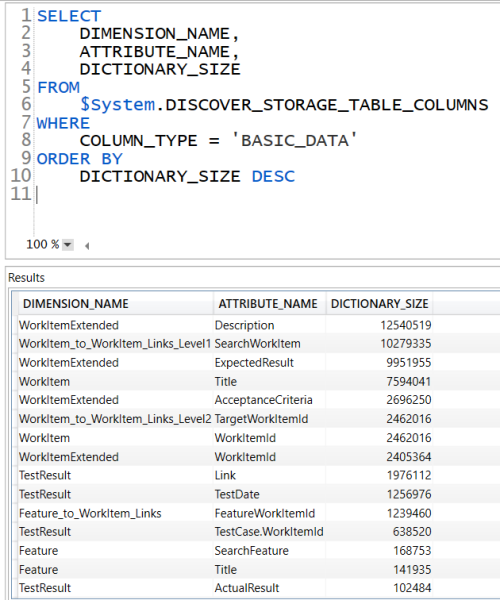 1 SELECT
2 DIMENSION_NAME,
3 ATTRIBUTE_NAME,
4 DICTIONARY_SIZE
5 FROM
6 $System.DISCOVER_STORAGE_TABLE_COLUMNS
7 WHERE
8 COLUMN_TYPE = 'BASIC_DATA'
9 ORDER BY
10 DICTIONARY_SIZE DESC
11
100 %
Results
DIMENSION_NAME ATTRIBUTE_NAME DICTIONARY_SIZE
WorkItemExtended Description 12540519
WorkItem_to_WorkItem_Links_Level1 SearchWorkItem 10279335
WorkItemExtended ExpectedResult 9951955
WorkItem Title 7594041
WorkItemExtended AcceptanceCriteria 2696250
WorkItem_to_WorkItem_Links_Level2 TargetWorkItemId 2462016
WorkItem WorkItemId 2462016
WorkItemExtended WorkItemId 2405364
TestResult Link 1976112
TestResult TestDate 1256976
Feature_to_WorkItem_Links FeatureWorkItemId 1239460
TestResult TestCase.WorkItemId 638520
Feature SearchFeature 168753
Feature Title 141935
TestResult ActualResult 102484